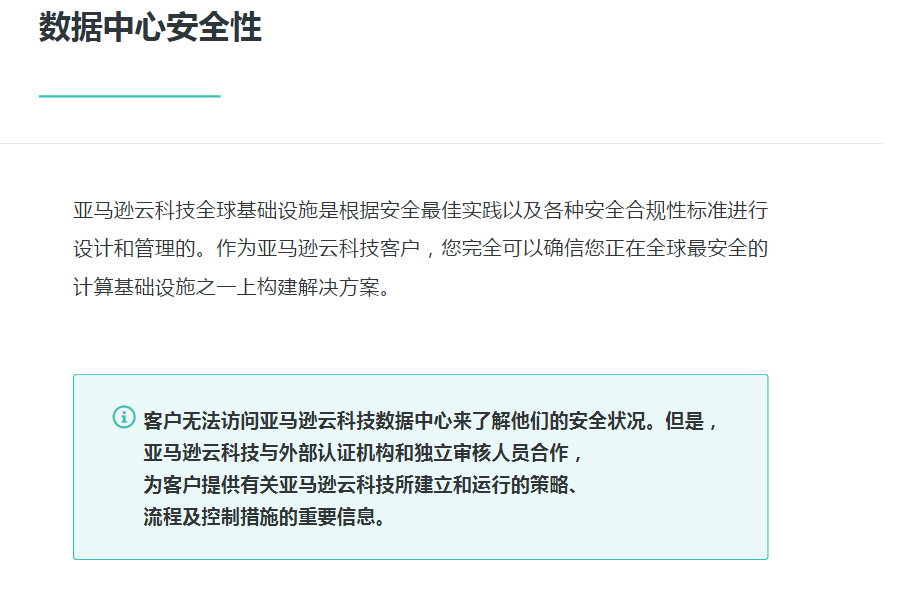 数据中心安全性
亚马逊云科技全球基础设施是根据安全最佳实践以及各种安全合规性标准进行
设计和管理的。作为亚马逊云科技客户，您完全可以确信您正在全球最安全的
计算基础设施之一上构建解决方案。
客户无法访问亚马逊云科技数据中心来了解他们的安全状况。但是，
亚马逊云科技与外部认证机构和独立审核人员合作，
为客户提供有关亚马逊云科技所建立和运行的策略、
流程及控制措施的重要信息。